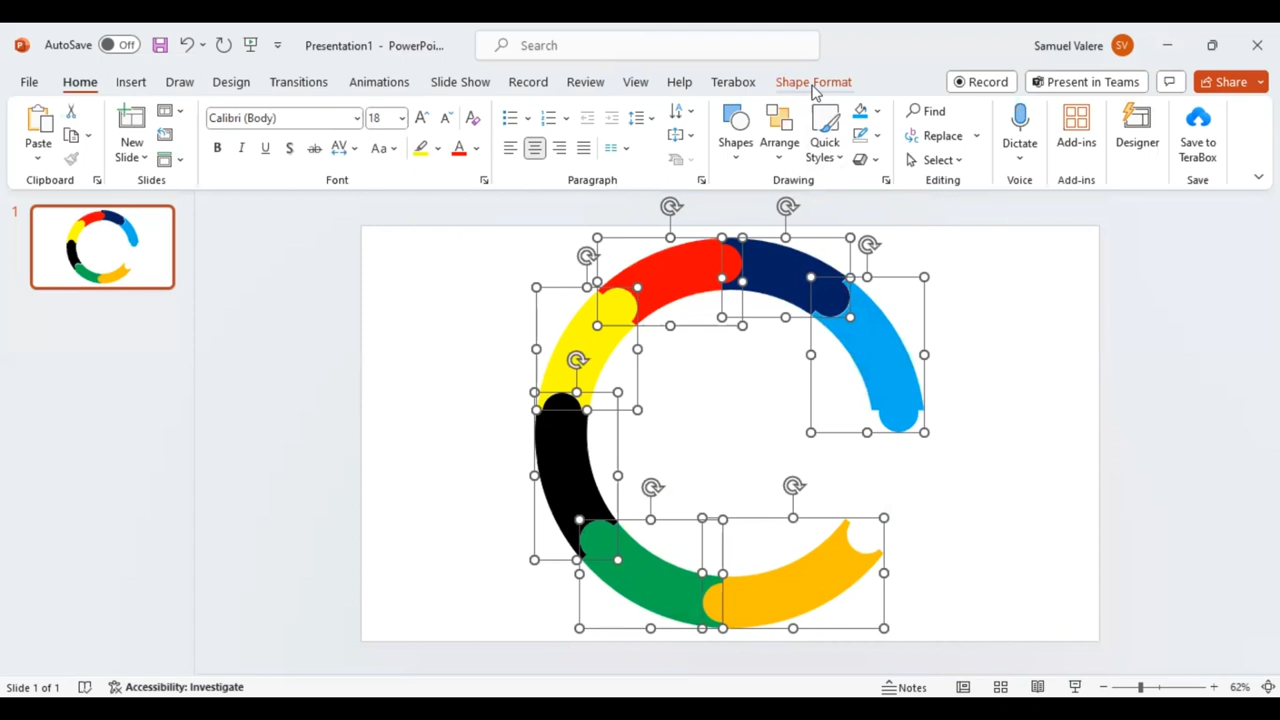 AutoSave Off Presentation1 - PowerPoi... Search Samuel Valere SV
File Home Insert Draw Design Transitions Animations Slide Show Record Review View Help Terabox Shape Format Record Present in Teams Share
Paste
Clipboard
New
Slide
Slides
Calibri (Body) 18
B I U S ab AV Aa A
Font
Paragraph
Shapes Arrange Quick
Styles
Drawing
Find
Replace
Select
Editing
Dictate
Voice
Add-ins
Add-ins
Designer
Save to
TeraBox
Save
1
Slide 1 of 1 Accessibility: Investigate Notes 62%